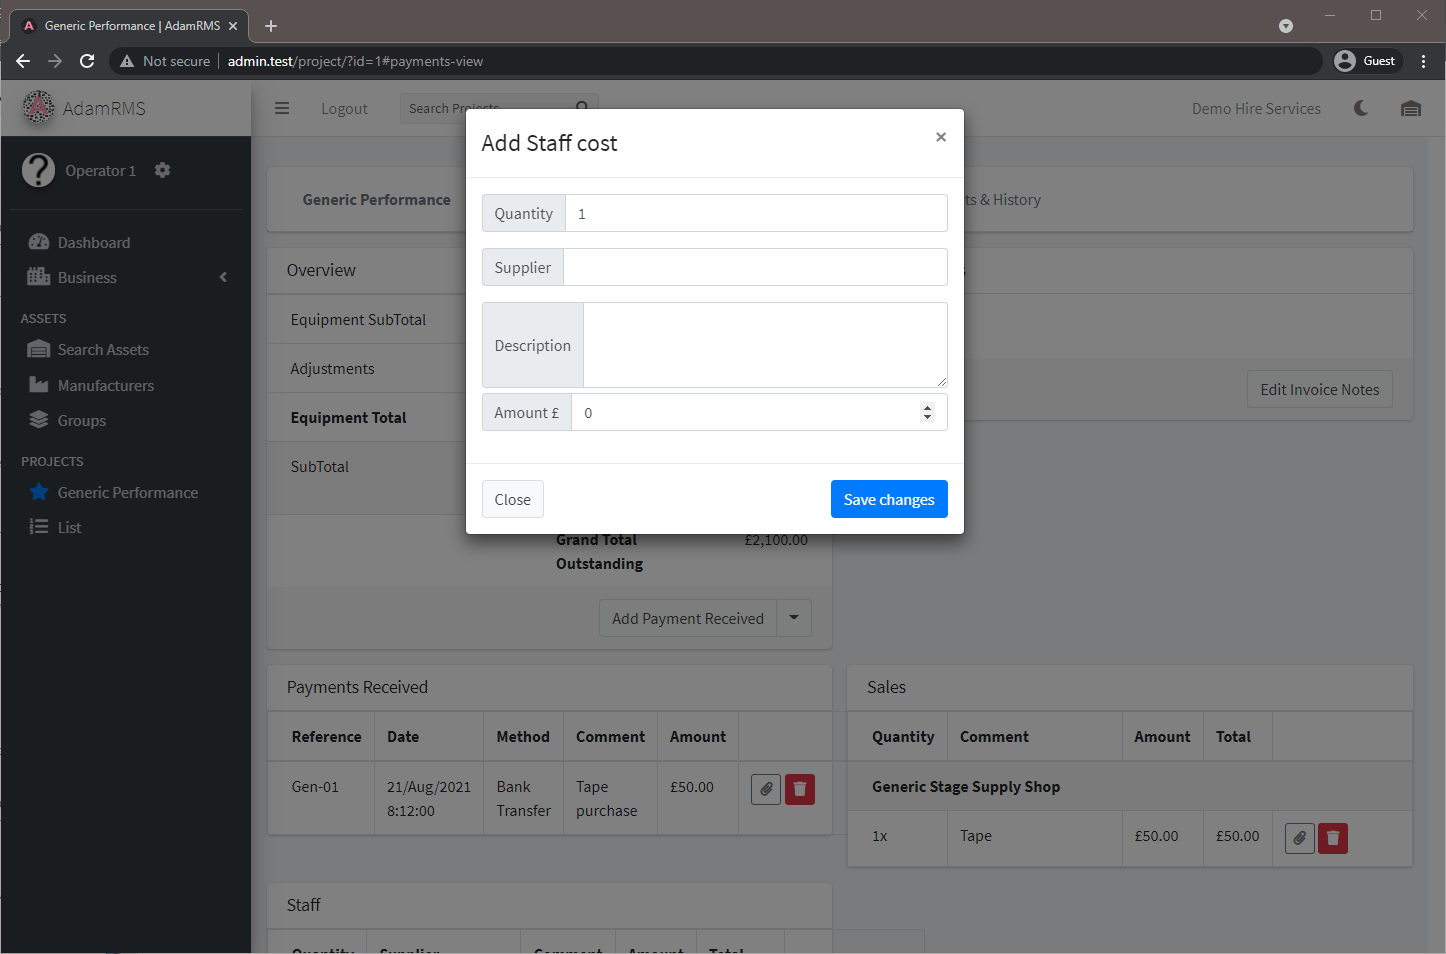 Generic Performance | AdamRMS
Not secure
admin.test/project/?id=1#payments-view
Guest
AdamRMS
Logout
Search Projects
Demo Hire Services
Operator 1
Dashboard
Business
ASSETS
Search Assets
Manufacturers
Groups
PROJECTS
Generic Performance
List
Generic Performance
& History
Overview
Equipment SubTotal
Adjustments
Equipment Total
SubTotal
Grand Total £2,100.00
Outstanding
Add Payment Received
Edit Invoice Notes
Add Staff cost
×
Quantity 1
Supplier
Description
Amount £ 0
Close
Save changes
Payments Received
Reference Date Method Comment Amount
Gen-01 21/Aug/2021 Bank Tape £50.00
8:12:00 Transfer purchase
Sales
Quantity Comment Amount Total
Generic Stage Supply Shop
1x Tape £50.00 £50.00
Staff
Quantity Supplier Comment Amount Total